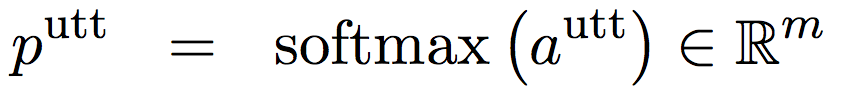 p^utt = softmax (a^utt) ∈ ℝ^m